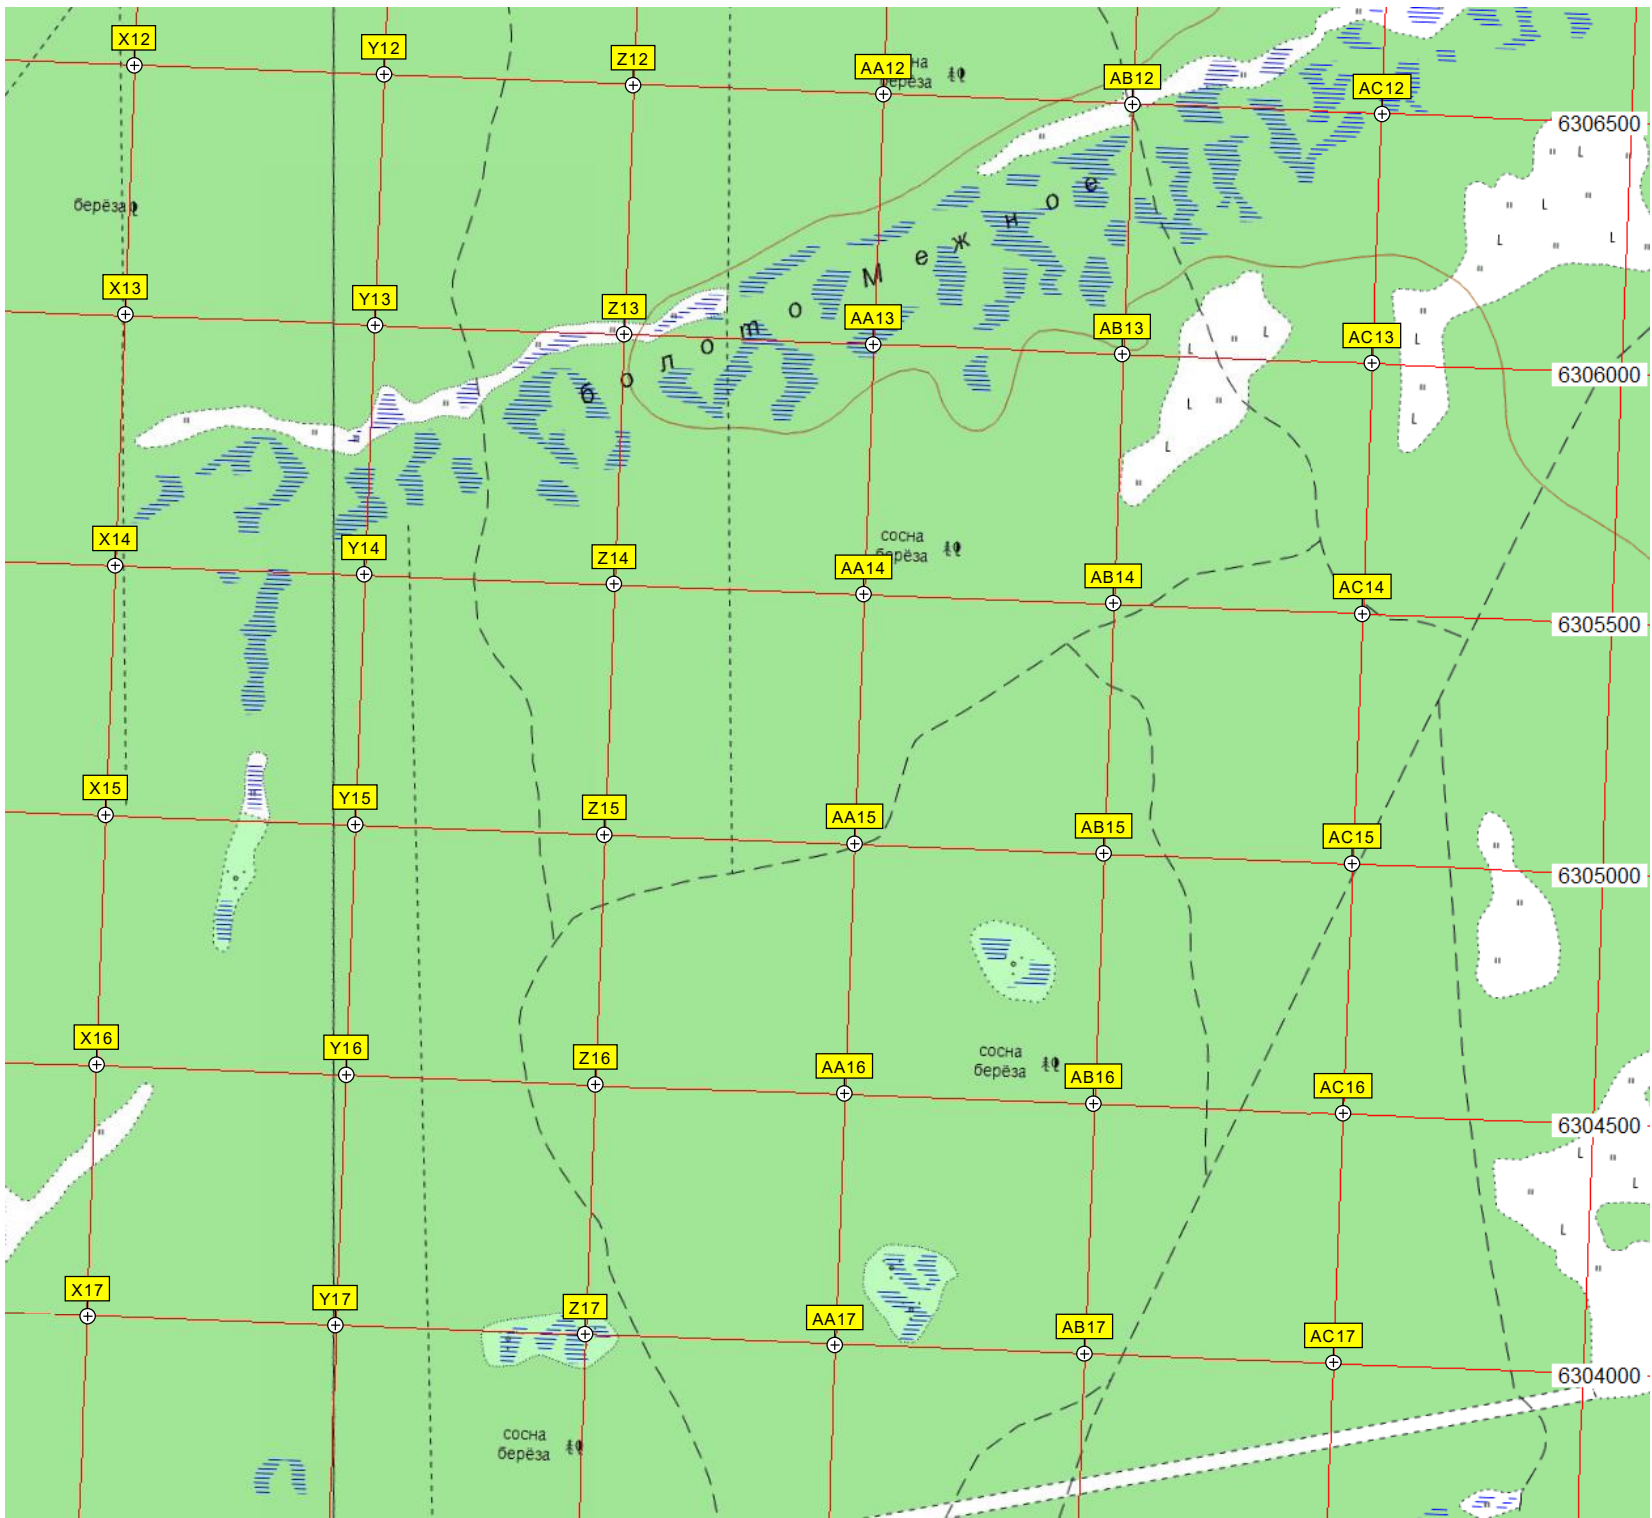 X12
Y12
Z12
AA12
сосна
берёза
AB12
AC12
6306500
берёза
X13
Y13
Z13
AA13
AB13
AC13
6306000
болото Межное
X14
Y14
Z14
сосна
берёза
AA14
AB14
AC14
6305500
X15
Y15
Z15
AA15
AB15
AC15
6305000
X16
Y16
Z16
AA16
сосна
берёза
AB16
AC16
6304500
X17
Y17
Z17
AA17
AB17
AC17
6304000
сосна
берёза